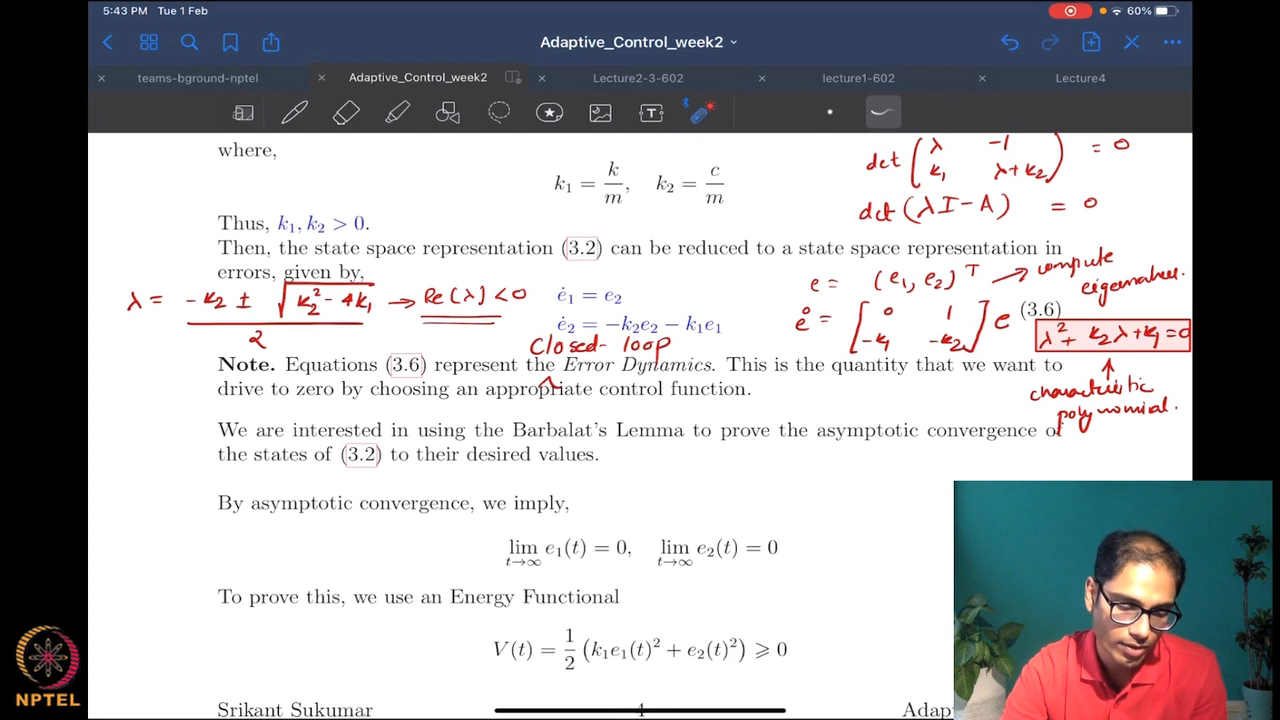 5:43 PM Tue 1 Feb
60%
Adaptive_Control_week2
teams-bground-nptel
Adaptive_Control_week2
Lecture2-3-602
lecture1-602
Lecture4
where,
k₁ = k/m, k₂ = c/m
det (λ -1
k₁ λ+k₂) = 0
det (λI - A) = 0
Thus, k₁, k₂ > 0.
Then, the state space representation (3.2) can be reduced to a state space representation in
errors, given by,
e = (e₁, e₂)ᵀ → compute
eigenvalues.
λ = -k₂ ± √(k₂² - 4k₁) / 2 → Re(λ) < 0
ė₁ = e₂
ė₂ = −k₂e₂ − k₁e₁
(3.6)
ė = [0 1
-k₁ -k₂] e
λ² + k₂λ + k₁ = 0
characteristic
polynomial.
Closed-loop
Note. Equations (3.6) represent the Error Dynamics. This is the quantity that we want to
drive to zero by choosing an appropriate control function.
We are interested in using the Barbalat's Lemma to prove the asymptotic convergence of
the states of (3.2) to their desired values.
By asymptotic convergence, we imply,
lim t→∞ e₁(t) = 0, lim t→∞ e₂(t) = 0
To prove this, we use an Energy Functional
V(t) = 1/2 (k₁e₁(t)² + e₂(t)²) ⩾ 0
Srikant Sukumar
4
Adap
NPTEL